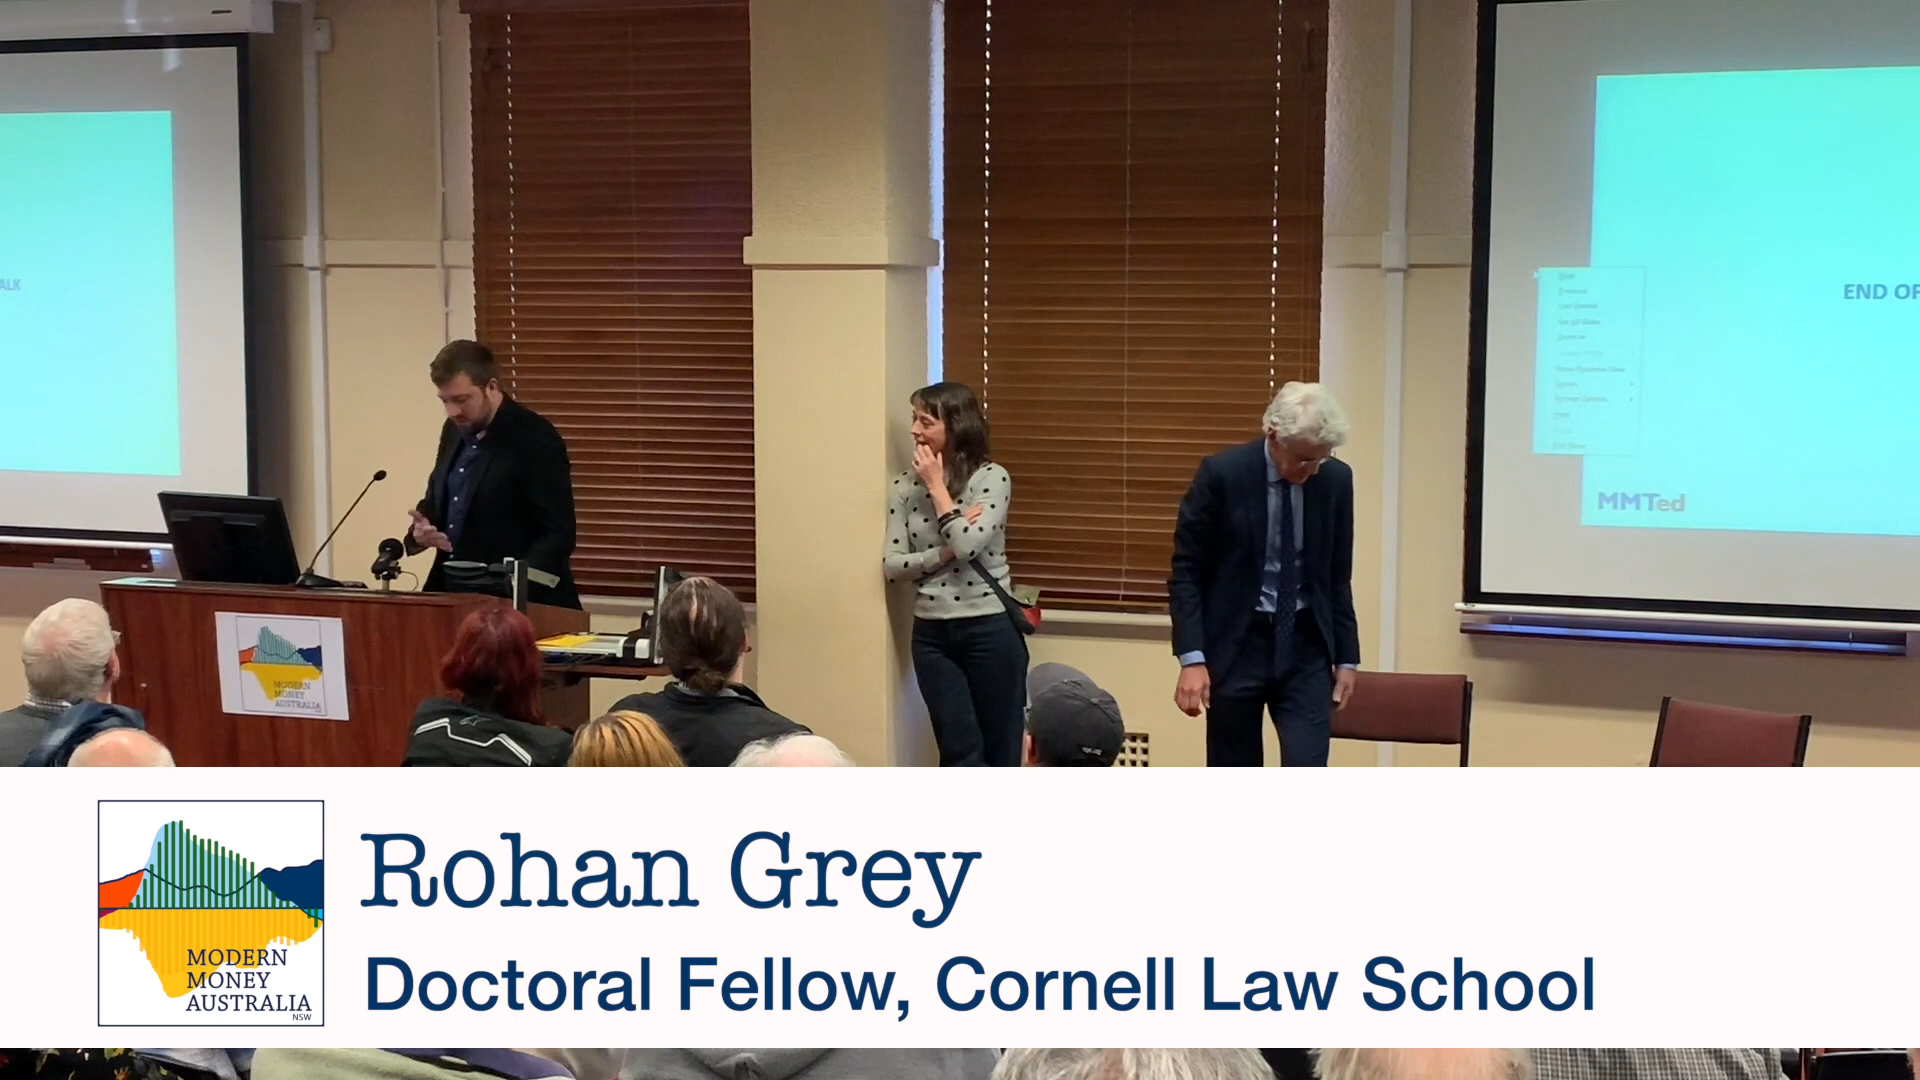 ALK
END OF
MMTed
MODERN
MONEY
AUSTRALIA
Rohan Grey
Doctoral Fellow, Cornell Law School
MODERN
MONEY
AUSTRALIA
NSW